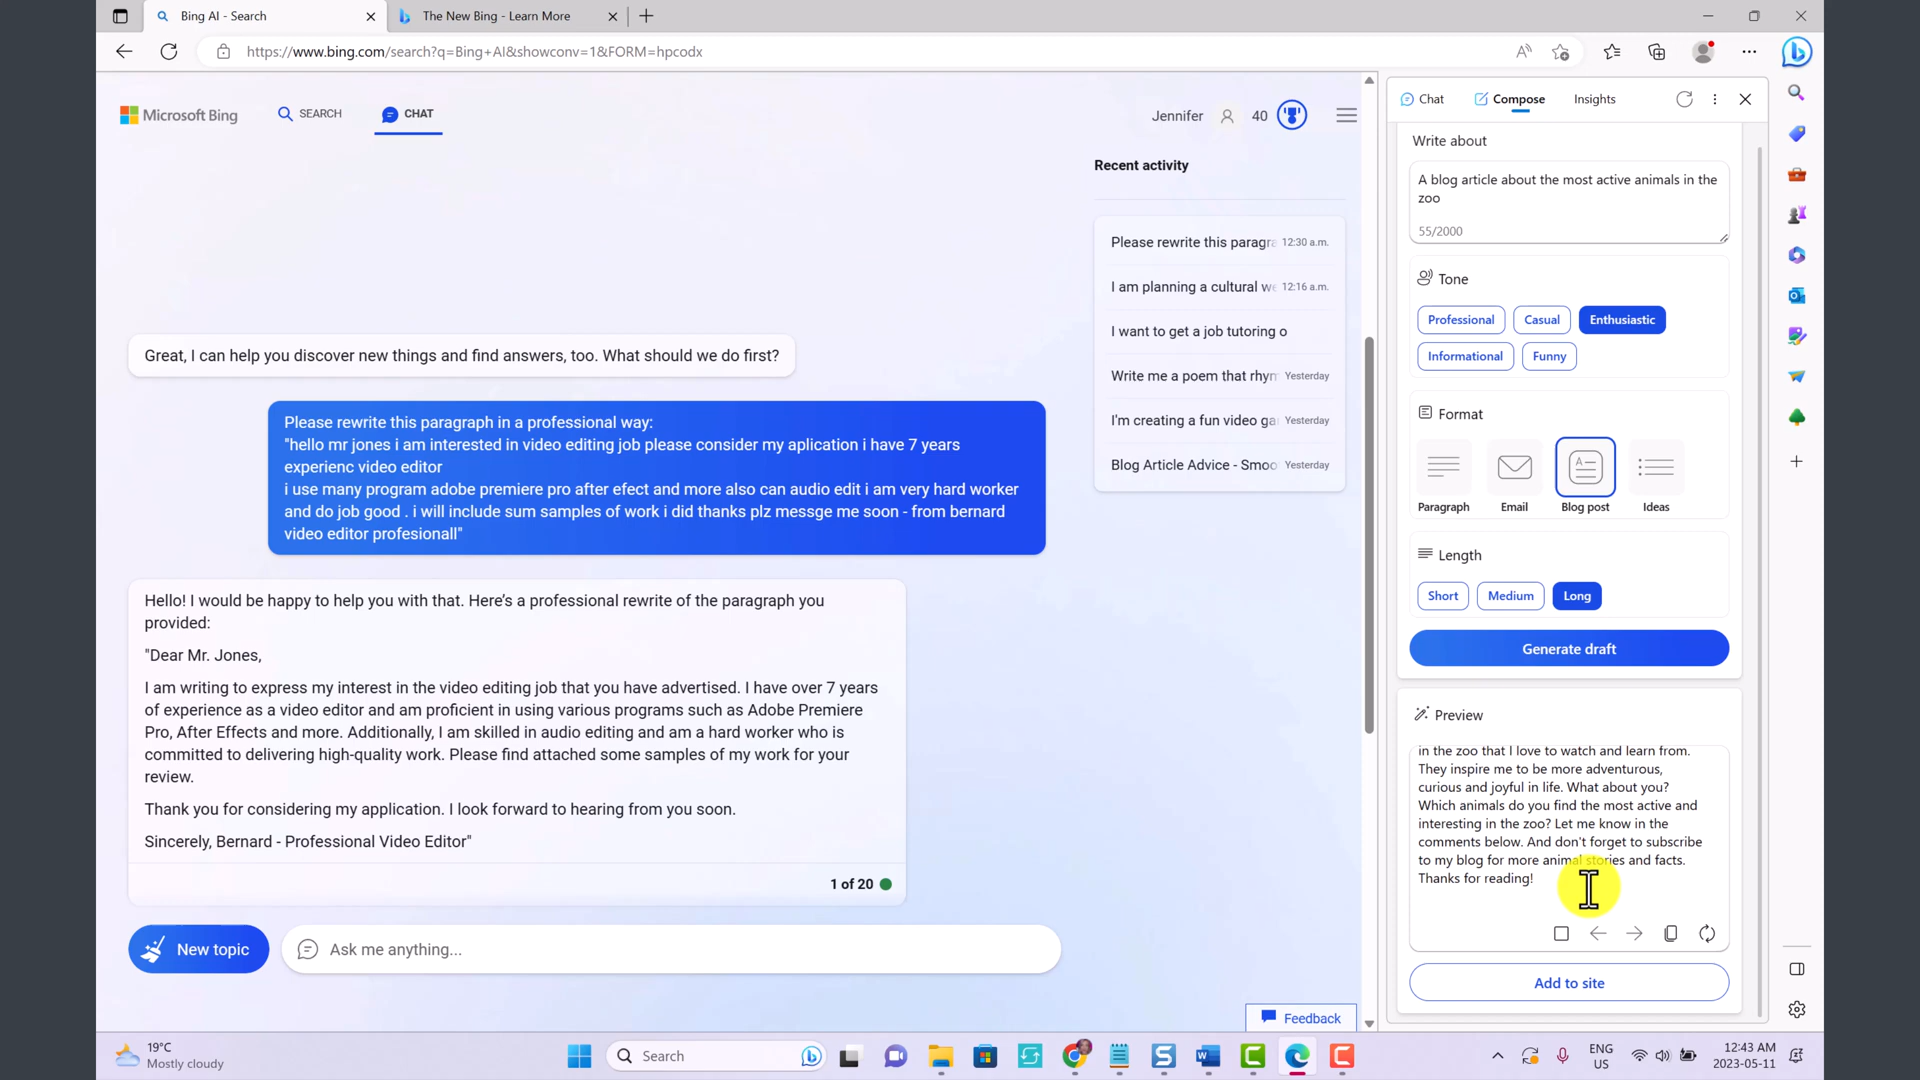 Bing AI - Search
The New Bing - Learn More
https://www.bing.com/search?q=Bing+AI&showconv=1&FORM=hpcodx
Microsoft Bing
SEARCH
CHAT
Jennifer
40
Recent activity
Please rewrite this paragra 12:30 a.m.
I am planning a cultural we 12:16 a.m.
I want to get a job tutoring o
Write me a poem that rhym Yesterday
I'm creating a fun video ga Yesterday
Blog Article Advice - Smoo Yesterday
Great, I can help you discover new things and find answers, too. What should we do first?
Please rewrite this paragraph in a professional way:
"hello mr jones i am interested in video editing job please consider my aplication i have 7 years
experienc video editor
i use many program adobe premiere pro after efect and more also can audio edit i am very hard worker
and do job good . i will include sum samples of work i did thanks plz messge me soon - from bernard
video editor profesionall"
Hello! I would be happy to help you with that. Here's a professional rewrite of the paragraph you
provided:
"Dear Mr. Jones,
I am writing to express my interest in the video editing job that you have advertised. I have over 7 years
of experience as a video editor and am proficient in using various programs such as Adobe Premiere
Pro, After Effects and more. Additionally, I am skilled in audio editing and am a hard worker who is
committed to delivering high-quality work. Please find attached some samples of my work for your
review.
Thank you for considering my application. I look forward to hearing from you soon.
Sincerely, Bernard - Professional Video Editor"
1 of 20
New topic
Ask me anything...
Feedback
Chat
Compose
Insights
Write about
A blog article about the most active animals in the
zoo
55/2000
Tone
Professional
Casual
Enthusiastic
Informational
Funny
Format
Paragraph
Email
Blog post
Ideas
Length
Short
Medium
Long
Generate draft
Preview
in the zoo that I love to watch and learn from.
They inspire me to be more adventurous,
curious and joyful in life. What about you?
Which animals do you find the most active and
interesting in the zoo? Let me know in the
comments below. And don't forget to subscribe
to my blog for more animal stories and facts.
Thanks for reading!
Add to site
19°C
Mostly cloudy
Search
ENG
US
12:43 AM
2023-05-11